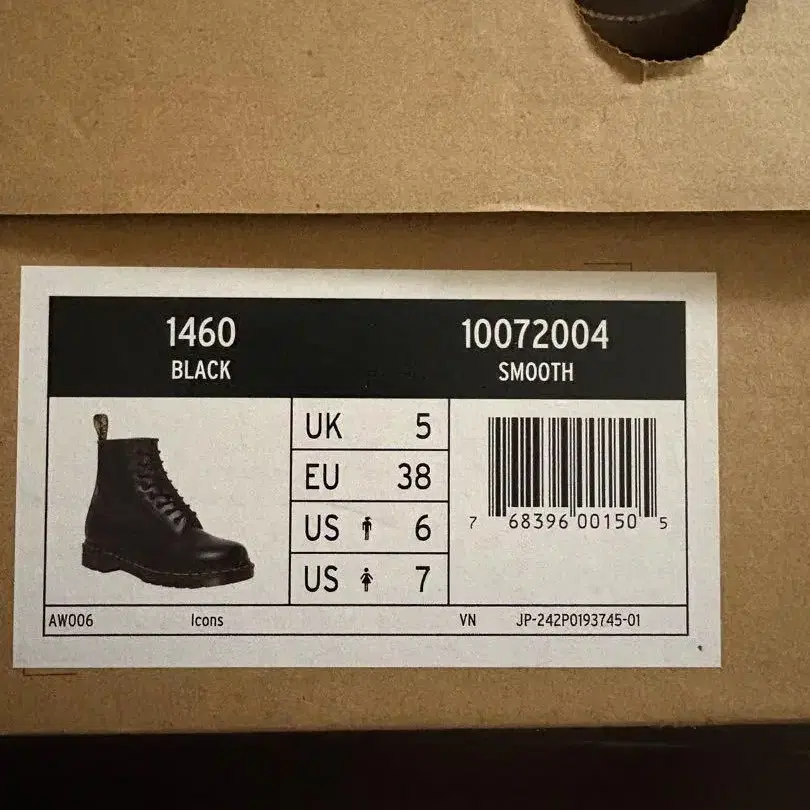 1460
BLACK
10072004
SMOOTH
UK 5
EU 38
US 6
US 7
7 68396 00150 5
AW006 Icons VN JP-242P0193745-01